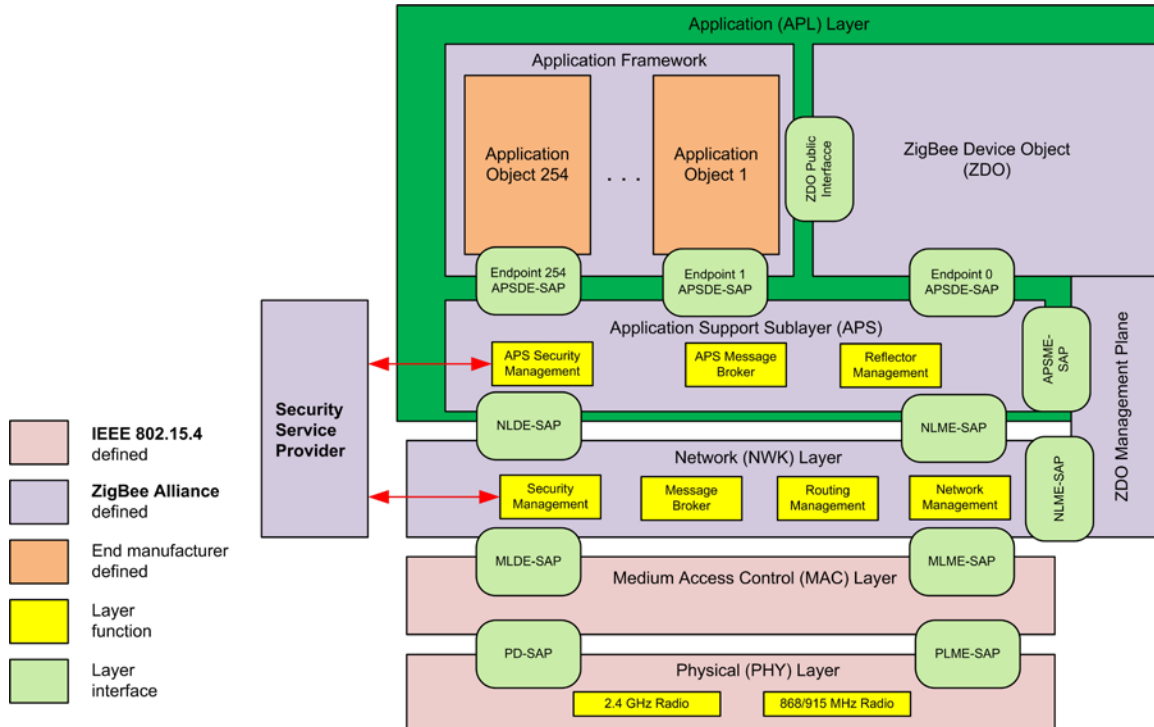 Application (APL) Layer
Application Framework
Application
Object 254
. . .
Application
Object 1
ZDO Public
Interfacce
ZigBee Device Object
(ZDO)
Endpoint 254
APSDE-SAP
Endpoint 1
APSDE-SAP
Endpoint 0
APSDE-SAP
Application Support Sublayer (APS)
APS Security
Management
APS Message
Broker
Reflector
Management
APSME-
SAP
ZDO Management Plane
Security
Service
Provider
NLDE-SAP
NLME-SAP
Network (NWK) Layer
Security
Management
Message
Broker
Routing
Management
Network
Management
NLME-SAP
MLDE-SAP
MLME-SAP
Medium Access Control (MAC) Layer
PD-SAP
PLME-SAP
Physical (PHY) Layer
2.4 GHz Radio
868/915 MHz Radio
IEEE 802.15.4
defined
ZigBee Alliance
defined
End manufacturer
defined
Layer
function
Layer
interface